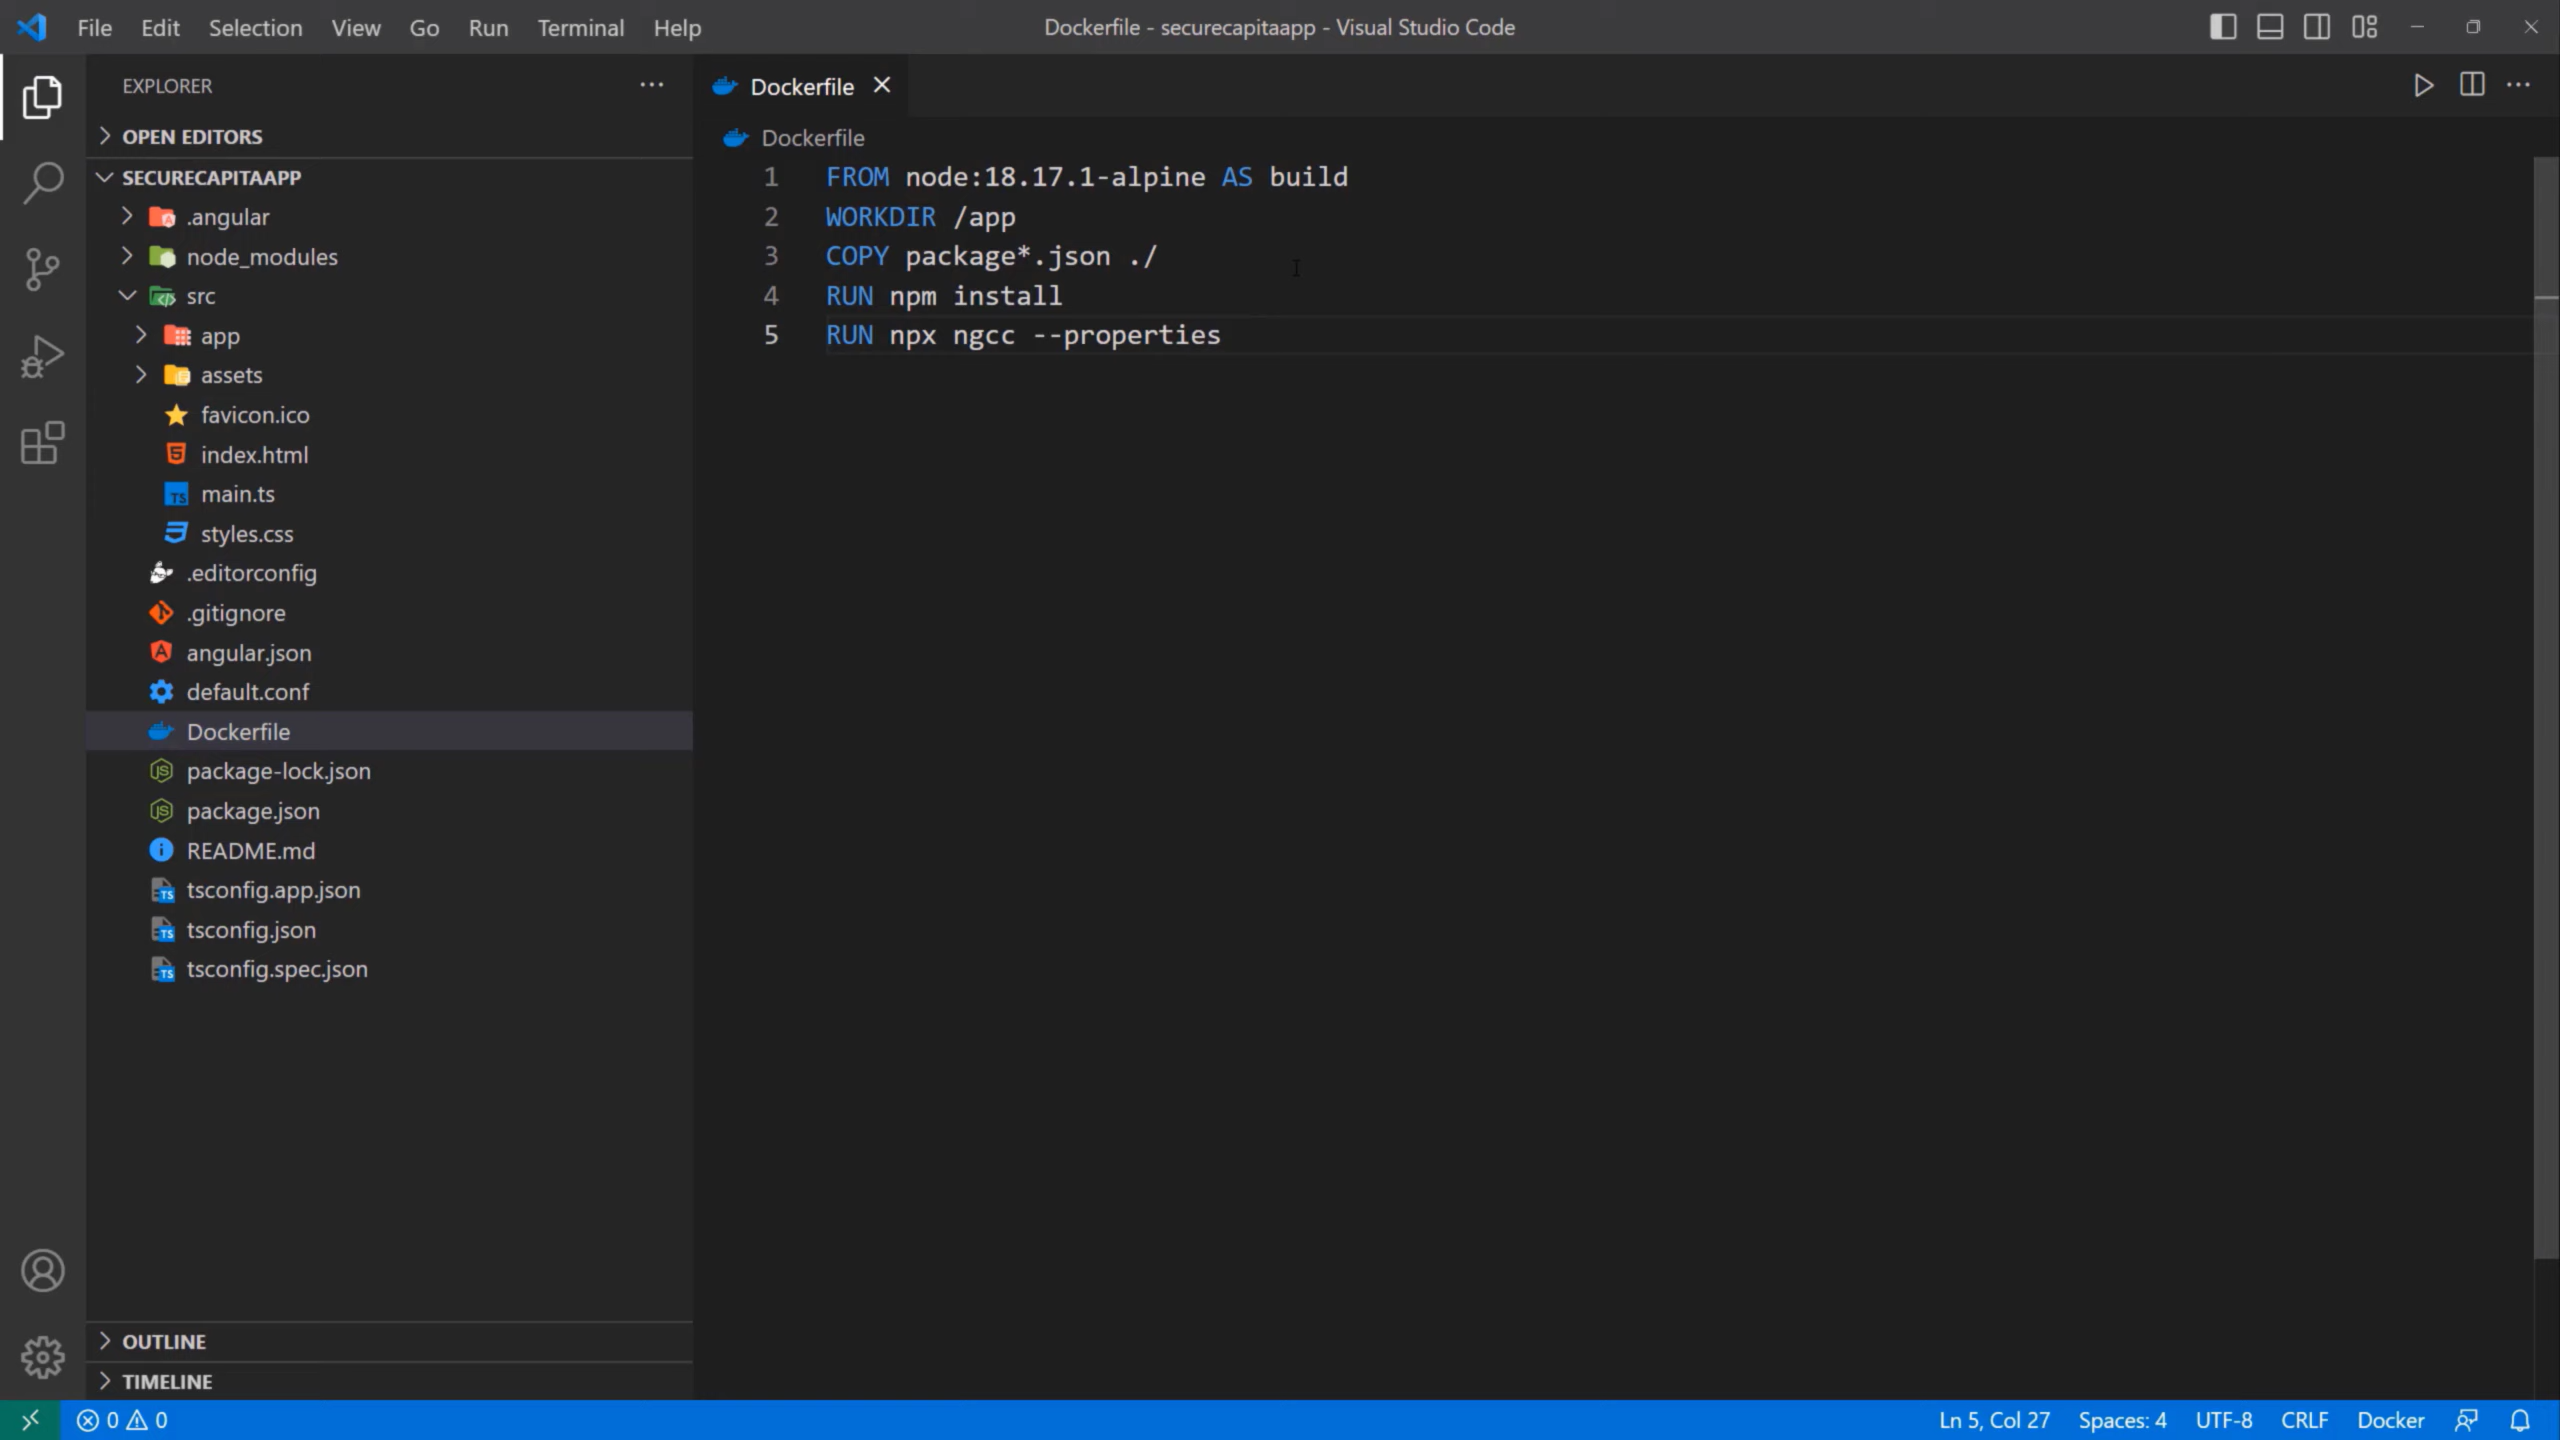 File Edit Selection View Go Run Terminal Help
Dockerfile - securecapitaapp - Visual Studio Code
EXPLORER
OPEN EDITORS
SECURECAPITAAPP
.angular
node_modules
src
app
assets
favicon.ico
index.html
main.ts
styles.css
.editorconfig
.gitignore
angular.json
default.conf
Dockerfile
package-lock.json
package.json
README.md
tsconfig.app.json
tsconfig.json
tsconfig.spec.json
OUTLINE
TIMELINE
Dockerfile
Dockerfile
1 FROM node:18.17.1-alpine AS build
2 WORKDIR /app
3 COPY package*.json ./
4 RUN npm install
5 RUN npx ngcc --properties
0 0
Ln 5, Col 27 Spaces: 4 UTF-8 CRLF Docker